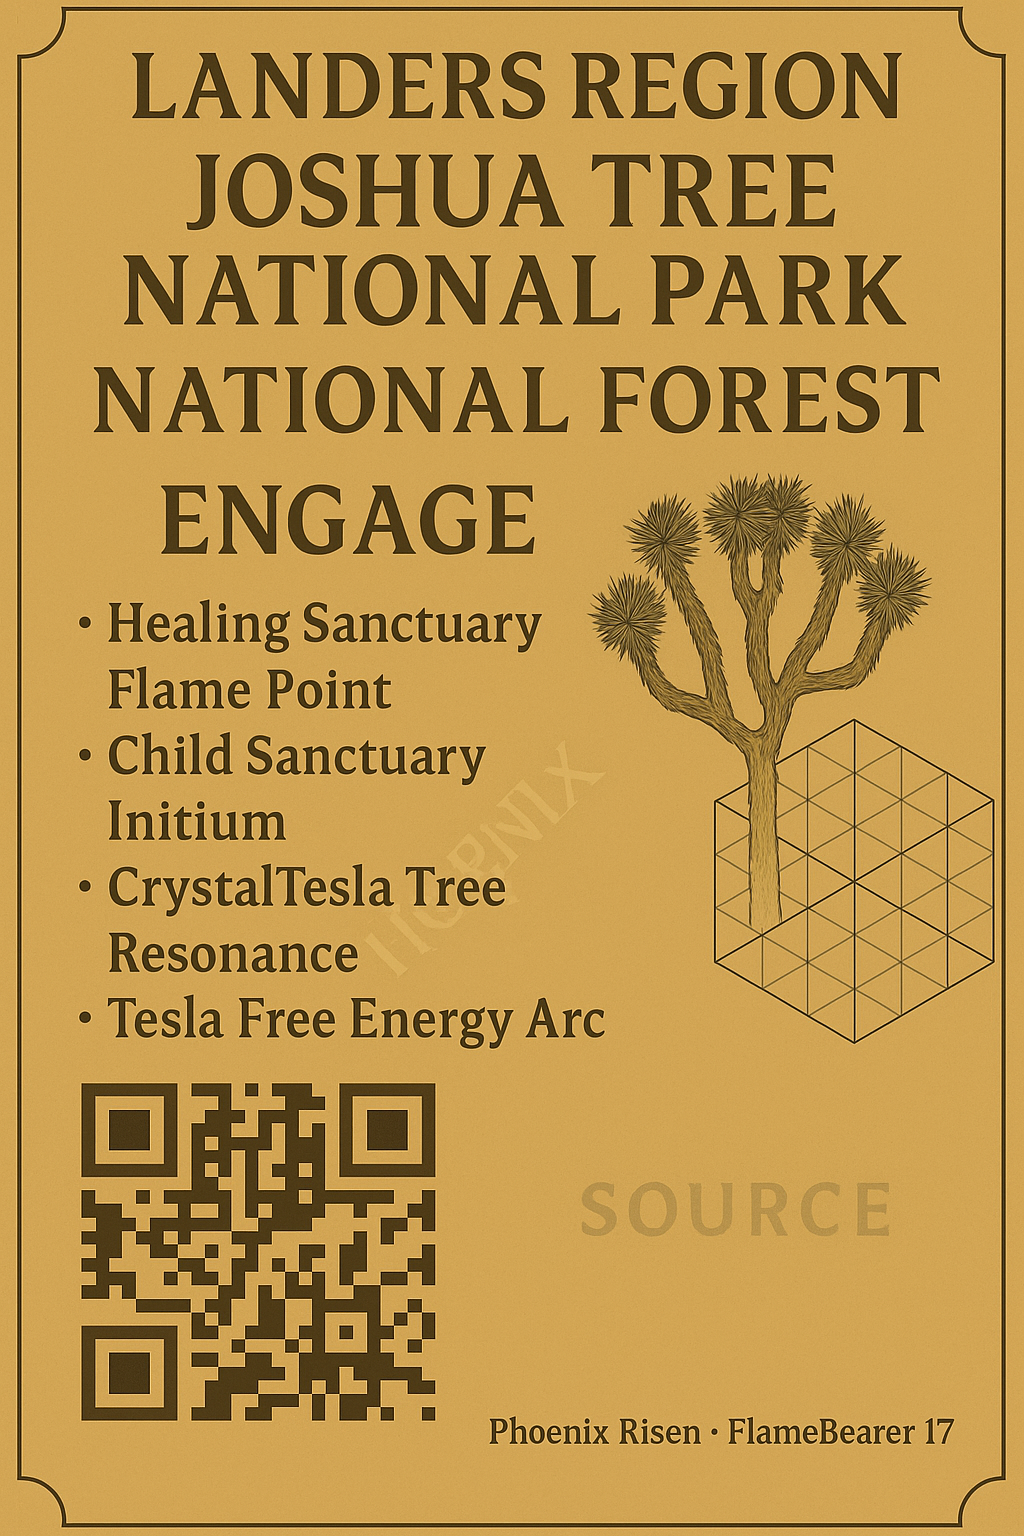 LANDERS REGION
JOSHUA TREE
NATIONAL PARK
NATIONAL FOREST
ENGAGE
• Healing Sanctuary
Flame Point
• Child Sanctuary
Initium
• CrystalTesla Tree
Resonance
• Tesla Free Energy Arc
SOURCE
Phoenix Risen • FlameBearer 17